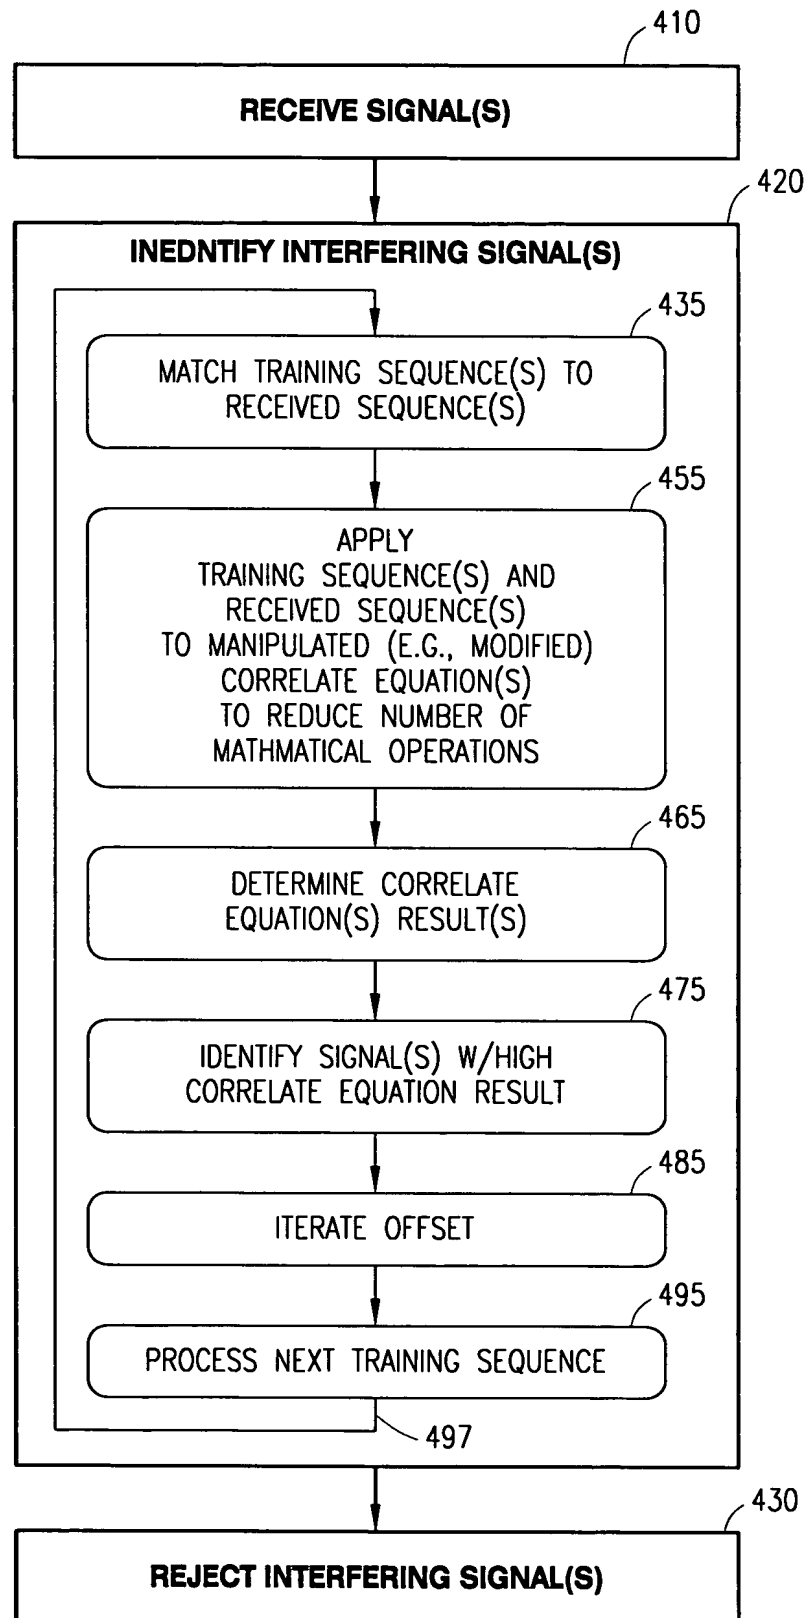 410
RECEIVE SIGNAL(S)
420
INEDNTIFY INTERFERING SIGNAL(S)
435
MATCH TRAINING SEQUENCE(S) TO
RECEIVED SEQUENCE(S)
455
APPLY
TRAINING SEQUENCE(S) AND
RECEIVED SEQUENCE(S)
TO MANIPULATED (E.G., MODIFIED)
CORRELATE EQUATION(S)
TO REDUCE NUMBER OF
MATHMATICAL OPERATIONS
465
DETERMINE CORRELATE
EQUATION(S) RESULT(S)
475
IDENTIFY SIGNAL(S) W/HIGH
CORRELATE EQUATION RESULT
485
ITERATE OFFSET
495
PROCESS NEXT TRAINING SEQUENCE
497
430
REJECT INTERFERING SIGNAL(S)